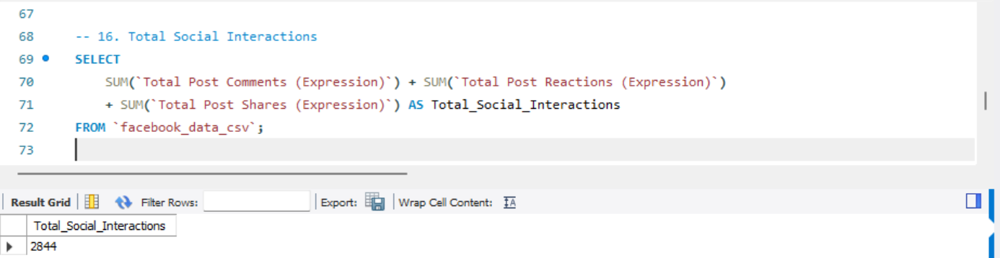 67
68 -- 16. Total Social Interactions
69 SELECT
70 SUM(`Total Post Comments (Expression)`) + SUM(`Total Post Reactions (Expression)`)
71 + SUM(`Total Post Shares (Expression)`) AS Total_Social_Interactions
72 FROM `facebook_data_csv`;
73
Result Grid Filter Rows: Export: Wrap Cell Content: IA
Total_Social_Interactions
2844